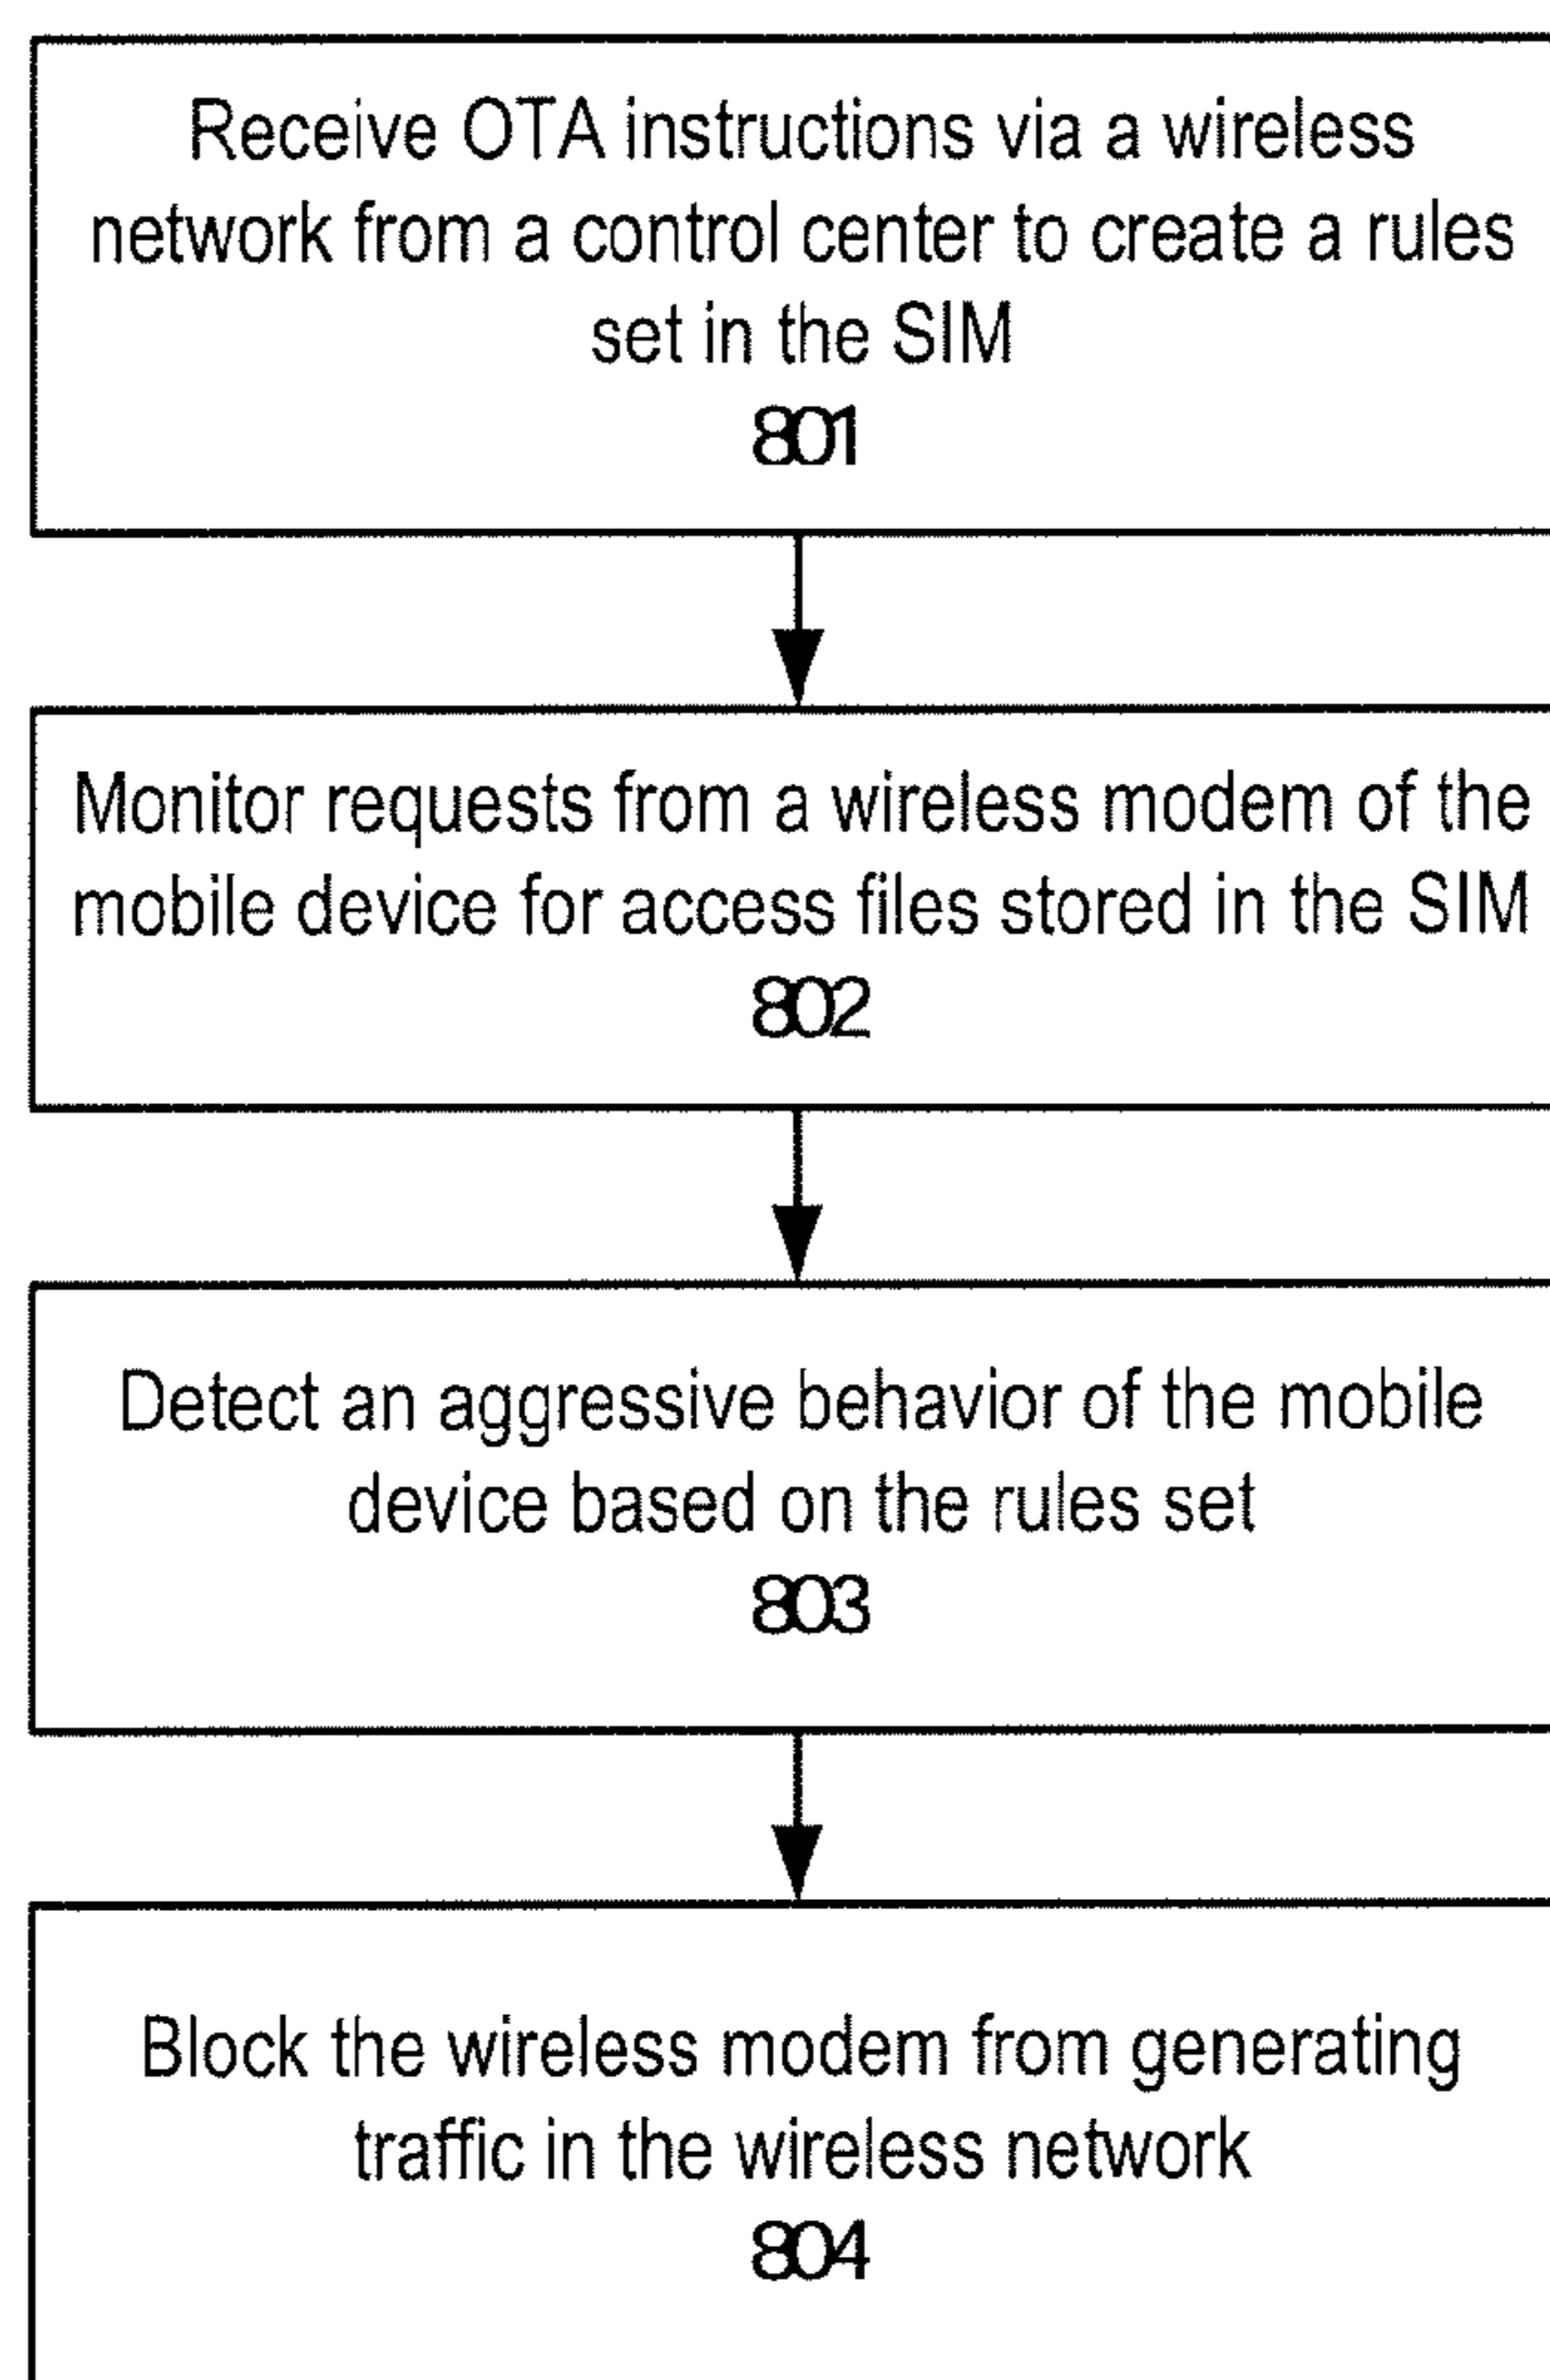 Receive OTA instructions via a wireless
network from a control center to create a rules
set in the SIM
801
Monitor requests from a wireless modem of the
mobile device for access files stored in the SIM
802
Detect an aggressive behavior of the mobile
device based on the rules set
803
Block the wireless modem from generating
traffic in the wireless network
804